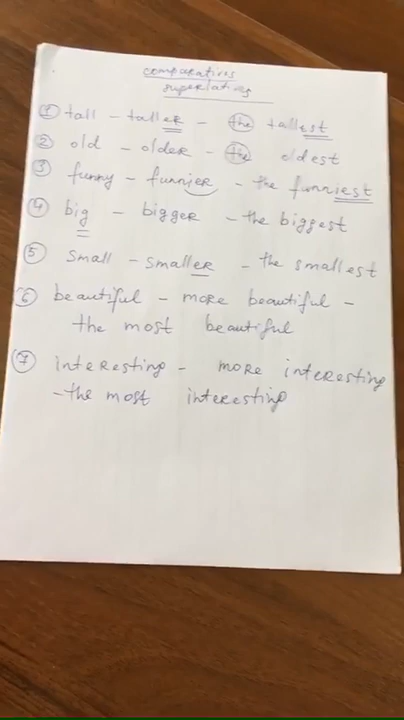 comparatives
superlatives
1 tall - taller - the tallest
2 old - older - the oldest
3 funny - funnier - the funniest
4 big - bigger - the biggest
5 small - smaller - the smallest
6 beautiful - more beautiful -
the most beautiful
7 interesting - more interesting
- the most interesting